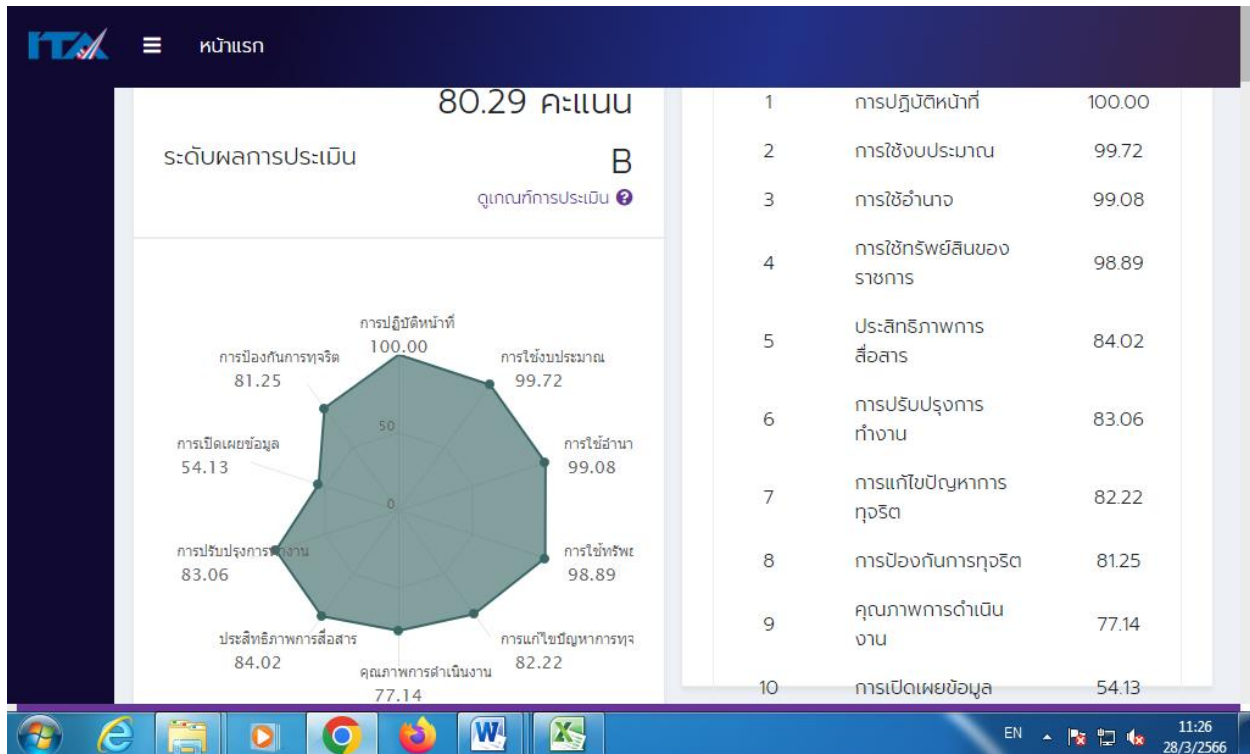 ITA
หน้าแรก
80.29 คะแนน
ระดับผลการประเมิน
B
ดูเกณฑ์การประเมิน
การปฏิบัติหน้าที่
100.00
การป้องกันการทุจริต
81.25
การใช้งบประมาณ
99.72
50
การเปิดเผยข้อมูล
54.13
การใช้อำนา
99.08
0
การปรับปรุงการทำงาน
83.06
การใช้ทรัพย
98.89
ประสิทธิภาพการสื่อสาร
84.02
การแก้ไขปัญหาการทุจ
82.22
คุณภาพการดำเนินงาน
77.14
1 การปฏิบัติหน้าที่ 100.00
2 การใช้งบประมาณ 99.72
3 การใช้อำนาจ 99.08
4 การใช้ทรัพย์สินของ
ราชการ 98.89
5 ประสิทธิภาพการ
สื่อสาร 84.02
6 การปรับปรุงการ
ทำงาน 83.06
7 การแก้ไขปัญหาการ
ทุจริต 82.22
8 การป้องกันการทุจริต 81.25
9 คุณภาพการดำเนิน
งาน 77.14
10 การเปิดเผยข้อมูล 54.13
EN
11:26
28/3/2566